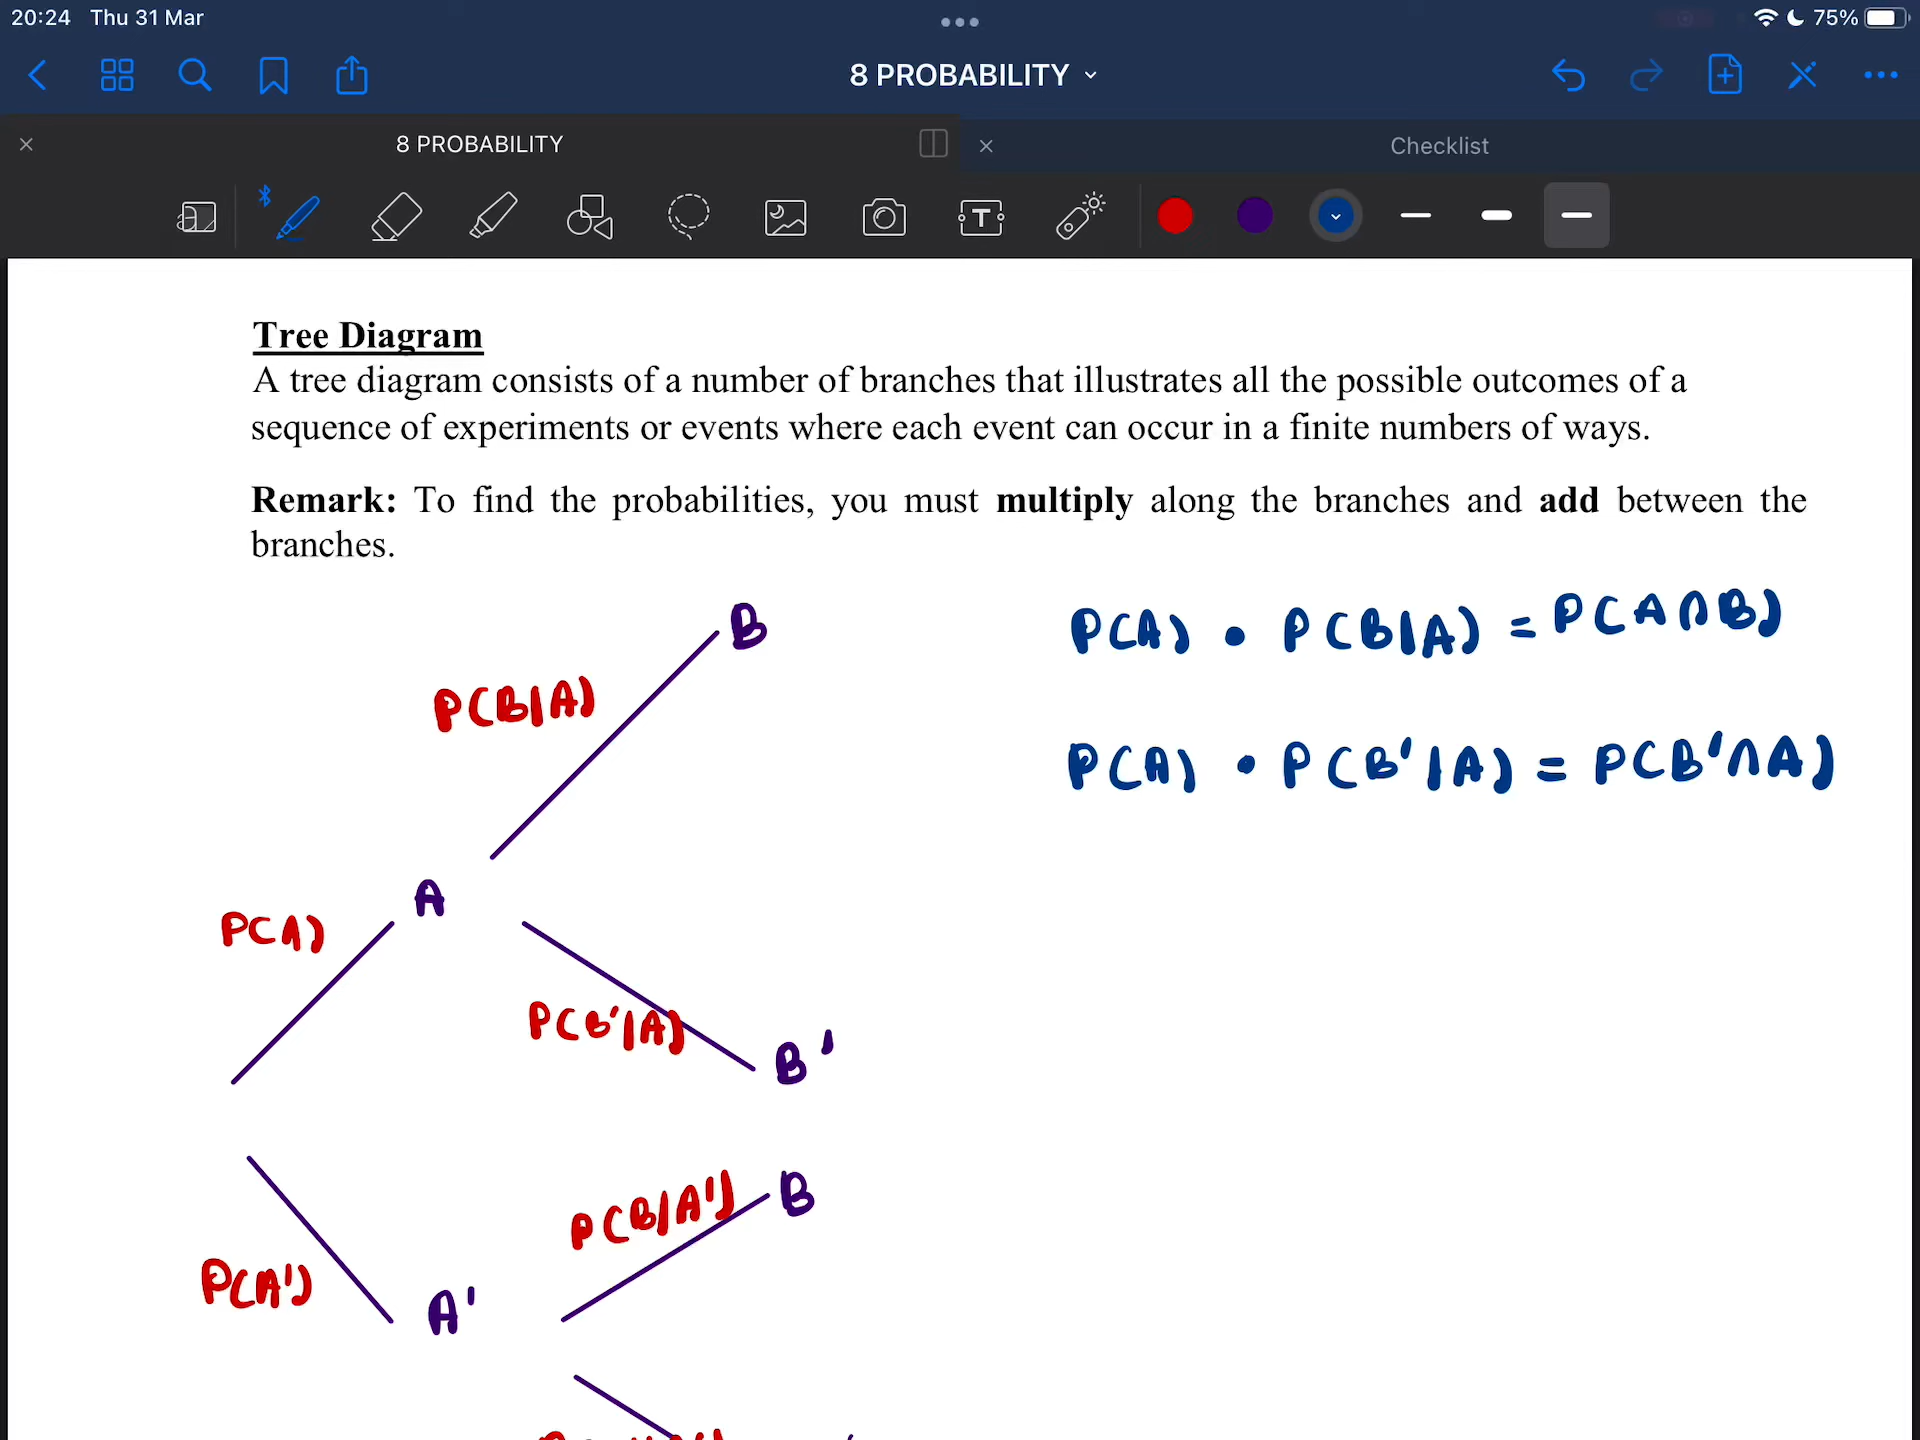 20:24 Thu 31 Mar
75%
8 PROBABILITY
8 PROBABILITY
Checklist
Tree Diagram
A tree diagram consists of a number of branches that illustrates all the possible outcomes of a
sequence of experiments or events where each event can occur in a finite numbers of ways.
Remark: To find the probabilities, you must multiply along the branches and add between the
branches.
B
P(A) • P(B|A) = P(A∩B)
P(B|A)
P(A) • P(B'|A) = P(B'∩A)
A
P(A)
P(B'|A)
B'
P(B|A')
B
P(A')
A'